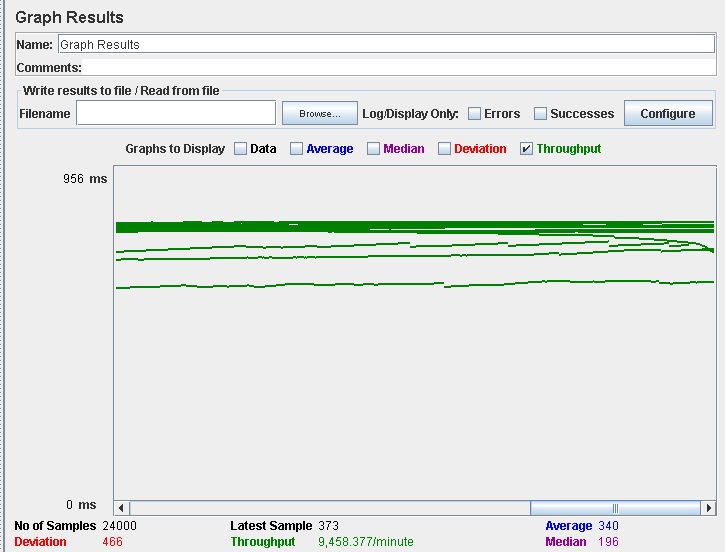 Graph Results
Name: Graph Results
Comments:
Write results to file / Read from file
Filename Browse... Log/Display Only: Errors Successes Configure
Graphs to Display Data Average Median Deviation Throughput
956 ms
0 ms
No of Samples 24000 Latest Sample 373 Average 340
Deviation 466 Throughput 9,458.377/minute Median 196